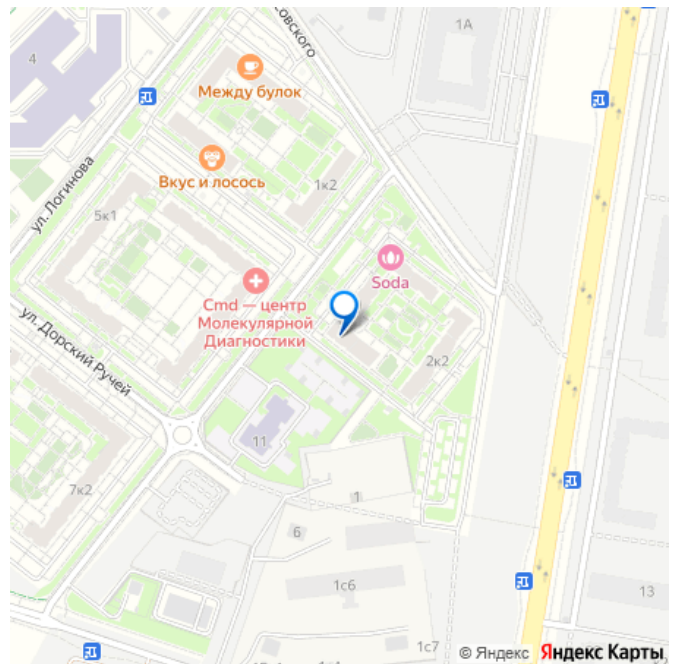 1А
совского
4
Между булок
Вкус и лосось
ул. Логинова
1к2
5к1
Soda
Cmd — центр
Молекулярной
Диагностики
ул. Дорский Ручей
2к2
11
7к2
1
6
1с6
13
1с7
© Яндекс Яндекс Карты